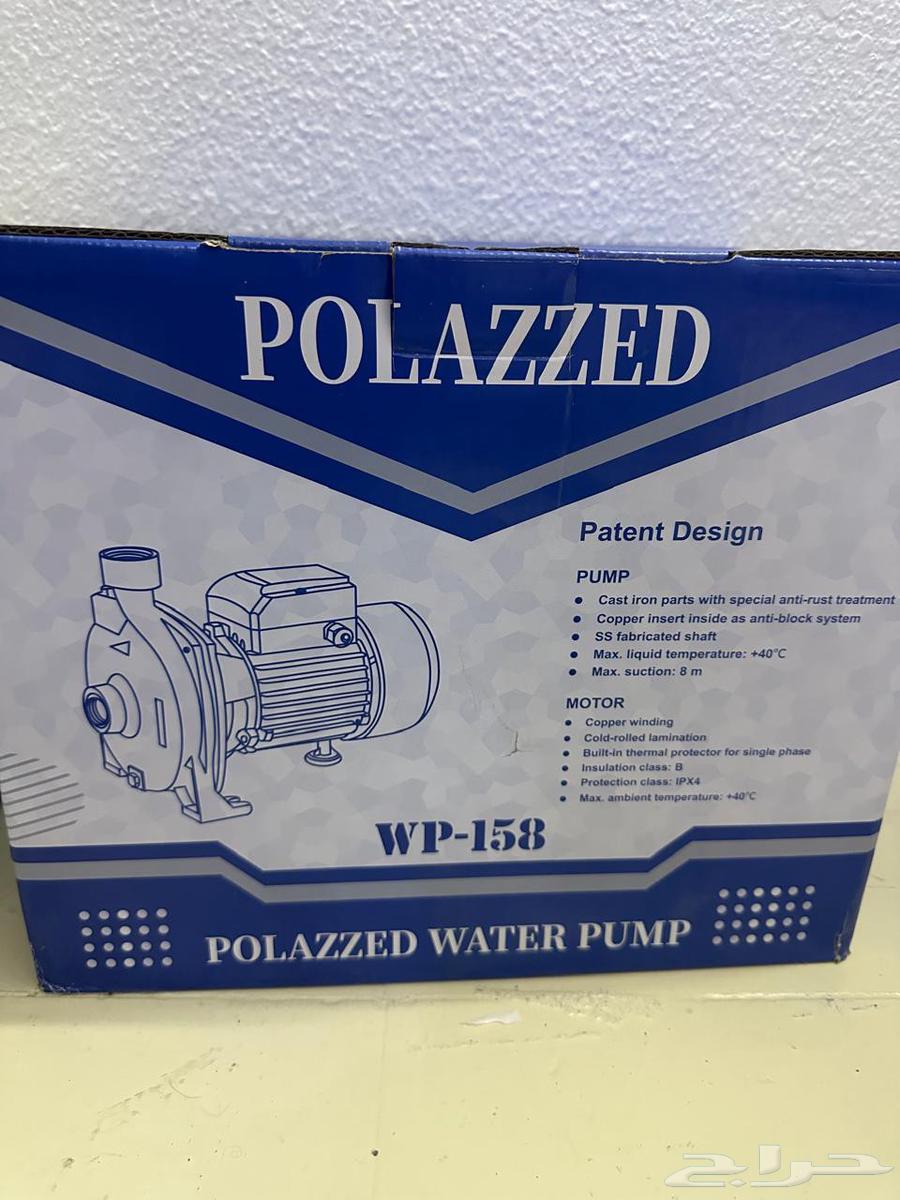 POLAZZED
Patent Design
PUMP
• Cast iron parts with special anti-rust treatment
• Copper insert inside as anti-block system
• SS fabricated shaft
• Max. liquid temperature: +40°C
• Max. suction: 8 m
MOTOR
• Copper winding
• Cold-rolled lamination
• Built-in thermal protector for single phase
• Insulation class: B
• Protection class: IPX4
• Max. ambient temperature: +40°C
WP-158
POLAZZED WATER PUMP
حراج